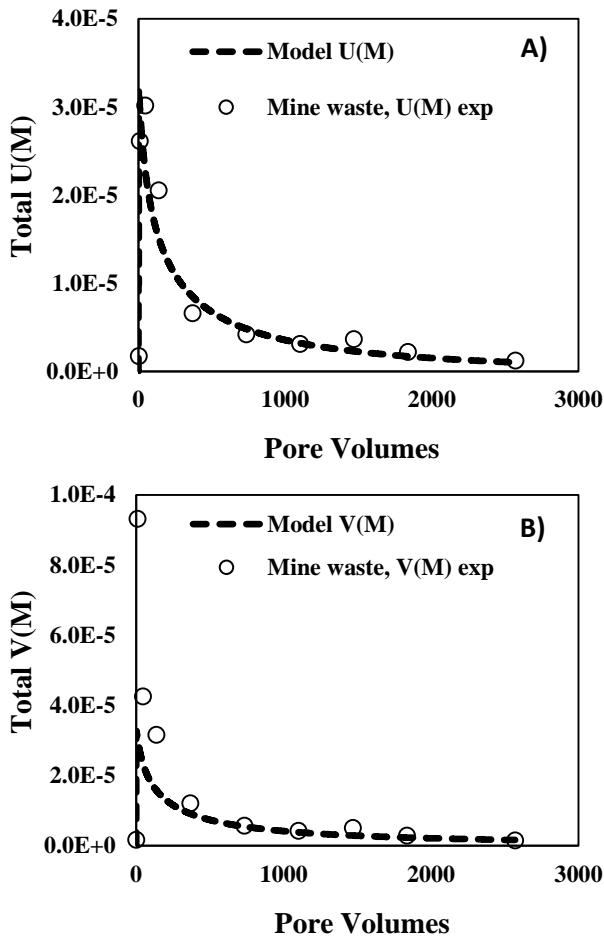 A)
4.0E-5
Model U(M)
3.0E-5
Mine waste, U(M) exp
2.0E-5
Total U(M)
1.0E-5
0.0E+0
0 1000 2000 3000
Pore Volumes
1.0E-4
Model V(M)
B)
8.0E-5
Mine waste, V(M) exp
6.0E-5
Total V(M)
4.0E-5
2.0E-5
0.0E+0
0 1000 2000 3000
Pore Volumes